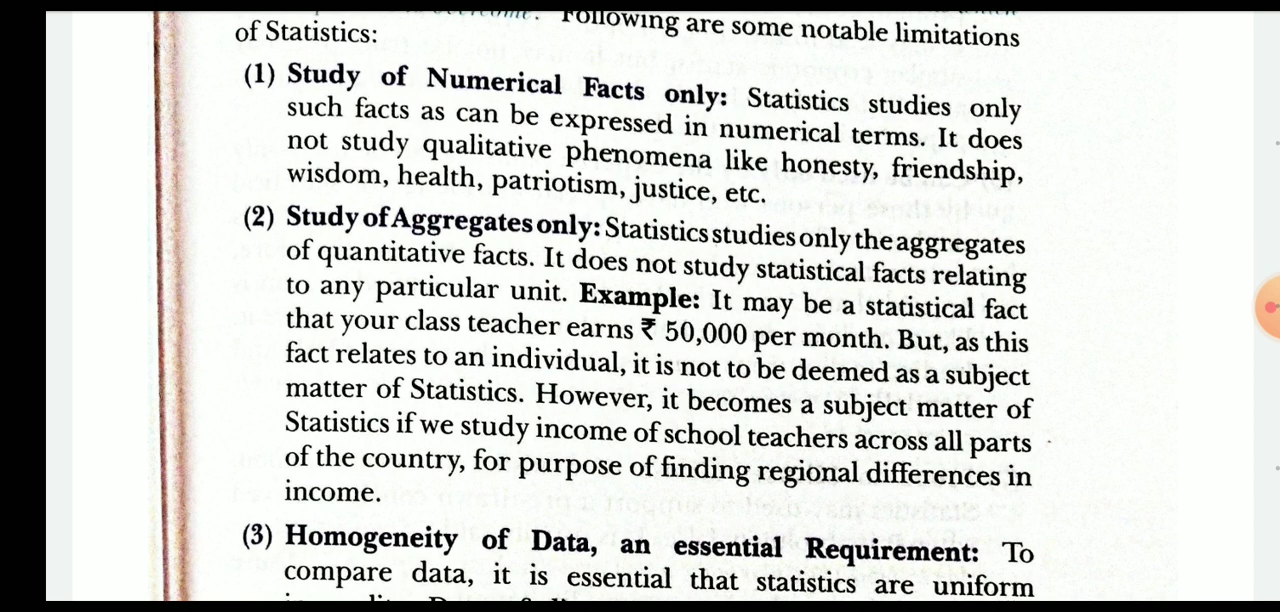 Following are some notable limitations
of Statistics:
(1) Study of Numerical Facts only: Statistics studies only
such facts as can be expressed in numerical terms. It does
not study qualitative phenomena like honesty, friendship,
wisdom, health, patriotism, justice, etc.
(2) Study of Aggregates only: Statistics studies only the aggregates
of quantitative facts. It does not study statistical facts relating
to any particular unit. Example: It may be a statistical fact
that your class teacher earns ₹ 50,000 per month. But, as this
fact relates to an individual, it is not to be deemed as a subject
matter of Statistics. However, it becomes a subject matter of
Statistics if we study income of school teachers across all parts
of the country, for purpose of finding regional differences in
income.
(3) Homogeneity of Data, an essential Requirement: To
compare data, it is essential that statistics are uniform